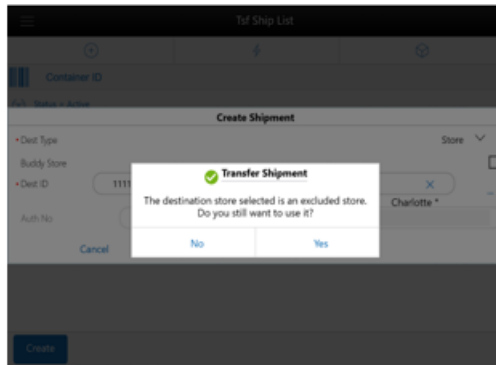 Tsf Ship List
Container ID
Status = Active
Create Shipment
* Dest Type
Store
Buddy Store
* Dest ID
1111
Charlotte *
Auth No
Cancel
Transfer Shipment
The destination store selected is an excluded store.
Do you still want to use it?
No
Yes
Create